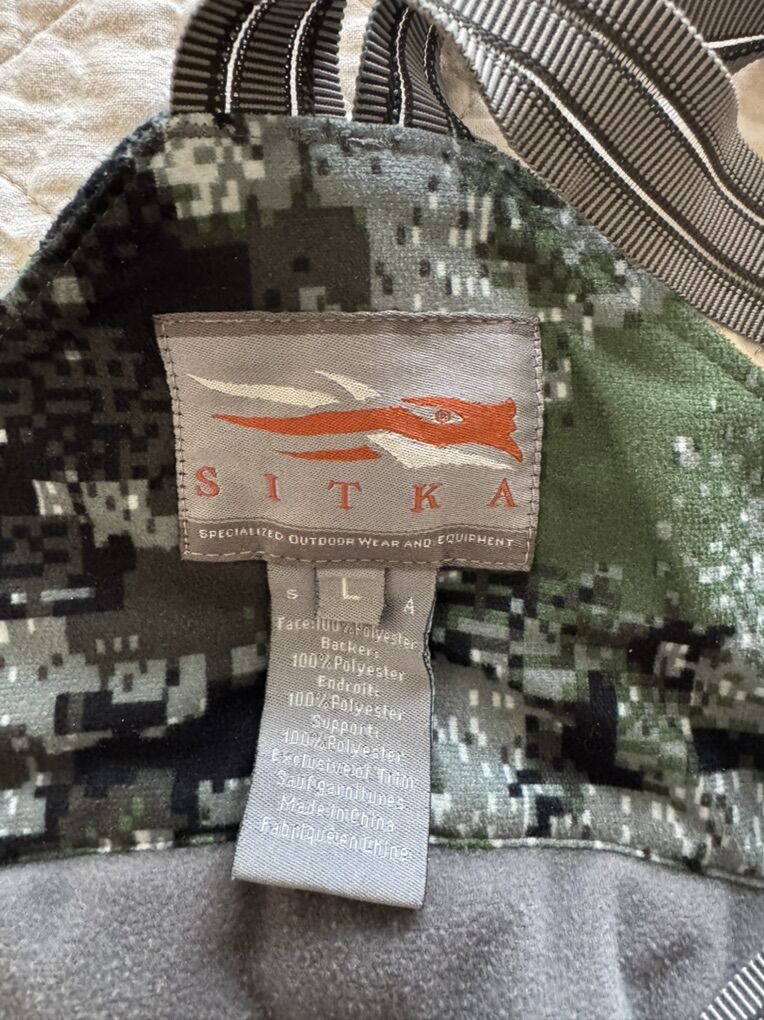 SITKA
SPECIALIZED OUTDOOR WEAR AND EQUIPMENT
S L A
Face:100%Polyester
Backer:
100%Polyester
Endroit:
100%Polyester
Support:
100%Polyester
Exclusive of Trim
Sauf garnitures
Made in China
Fabrique en Chine